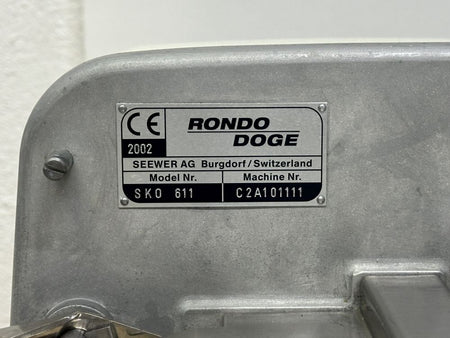 CE RONDO
2002 DOGE
SEEWER AG Burgdorf/Switzerland
Model Nr. Machine Nr.
SKO 611 C2A101111